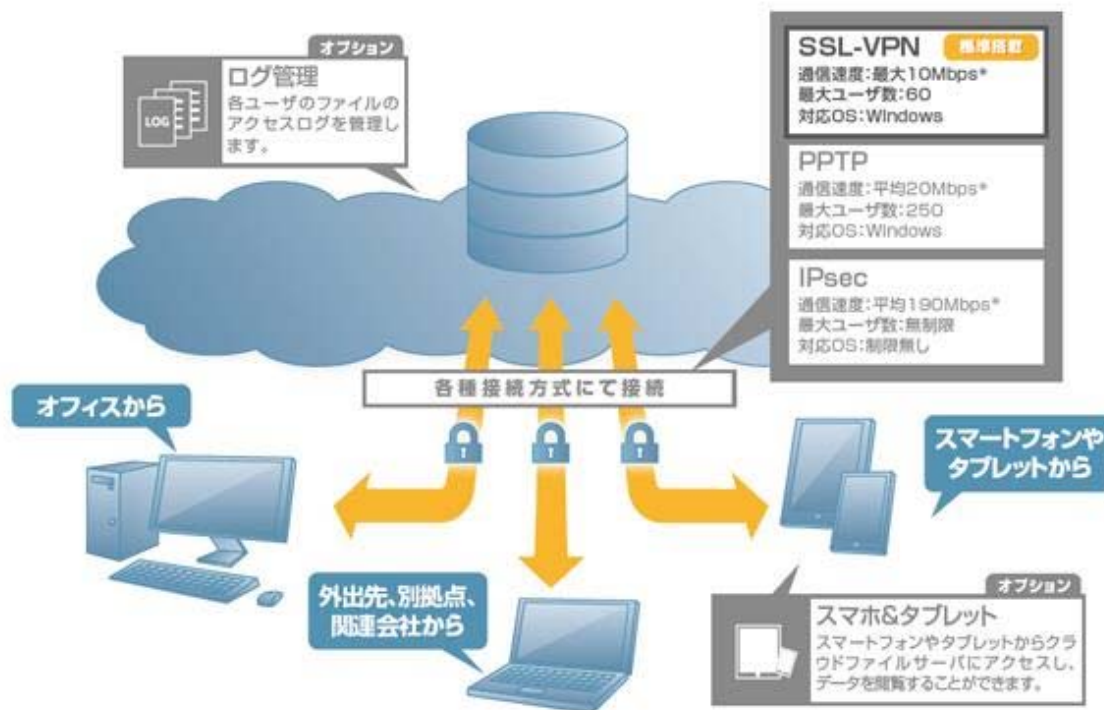 オプション
ログ管理
各ユーザのファイルの
アクセスログを管理し
ます。
LOG
SSL-VPN 標準搭載
通信速度:最大10Mbps*
最大ユーザ数:60
対応OS:Windows
PPTP
通信速度:平均20Mbps*
最大ユーザ数:250
対応OS:Windows
IPsec
通信速度:平均190Mbps*
最大ユーザ数:無制限
対応OS:制限無し
各種接続方式にて接続
オフィスから
スマートフォンや
タブレットから
外出先、別拠点、
関連会社から
オプション
スマホ&タブレット
スマートフォンやタブレットからクラ
ウドファイルサーバにアクセスし、
データを閲覧することができます。